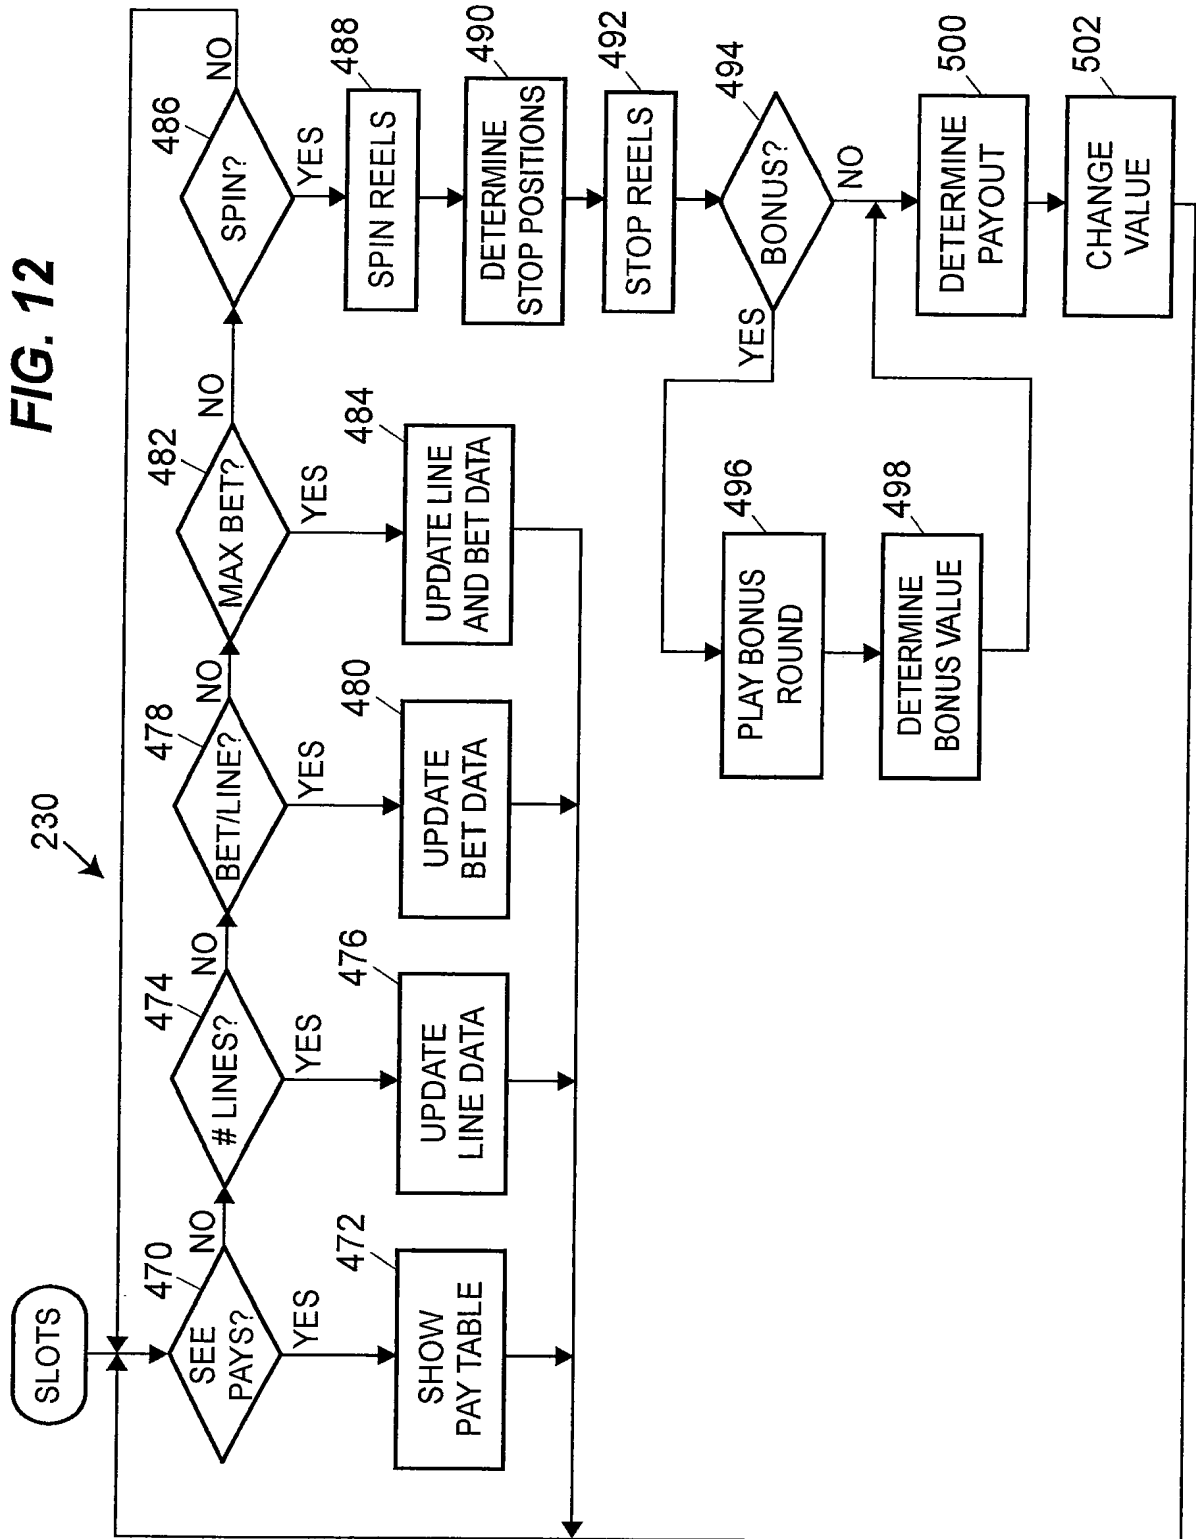 FIG. 12
230
SLOTS
470
SEE
PAYS?
NO
YES
472
SHOW
PAY TABLE
474
# LINES?
NO
YES
476
UPDATE
LINE DATA
478
BET/LINE?
NO
YES
480
UPDATE
BET DATA
482
MAX BET?
NO
YES
484
UPDATE LINE
AND BET DATA
486
SPIN?
NO
YES
488
SPIN REELS
490
DETERMINE
STOP POSITIONS
492
STOP REELS
494
BONUS?
YES
NO
496
PLAY BONUS
ROUND
498
DETERMINE
BONUS VALUE
500
DETERMINE
PAYOUT
502
CHANGE
VALUE